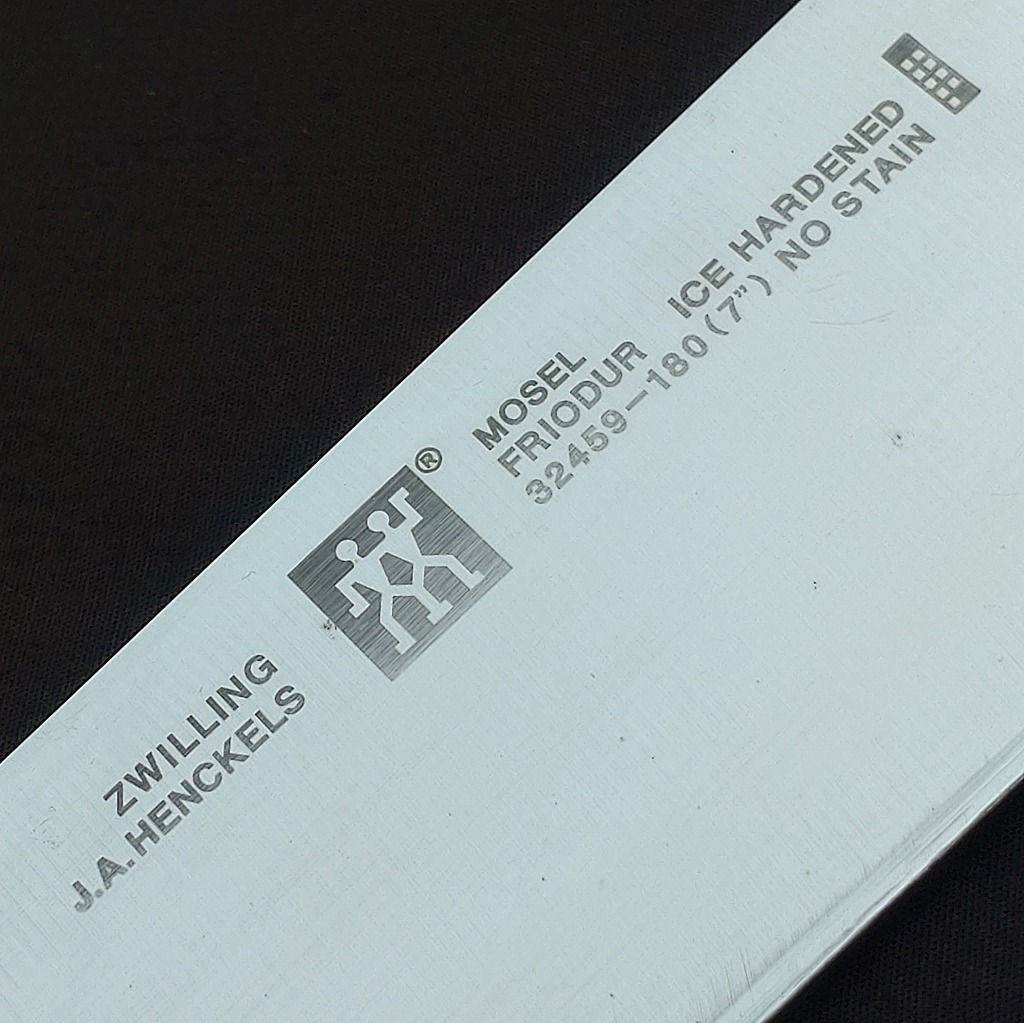 ZWILLING
J.A. HENCKELS
®
MOSEL
FRIODUR ICE HARDENED
32459-180(7") NO STAIN